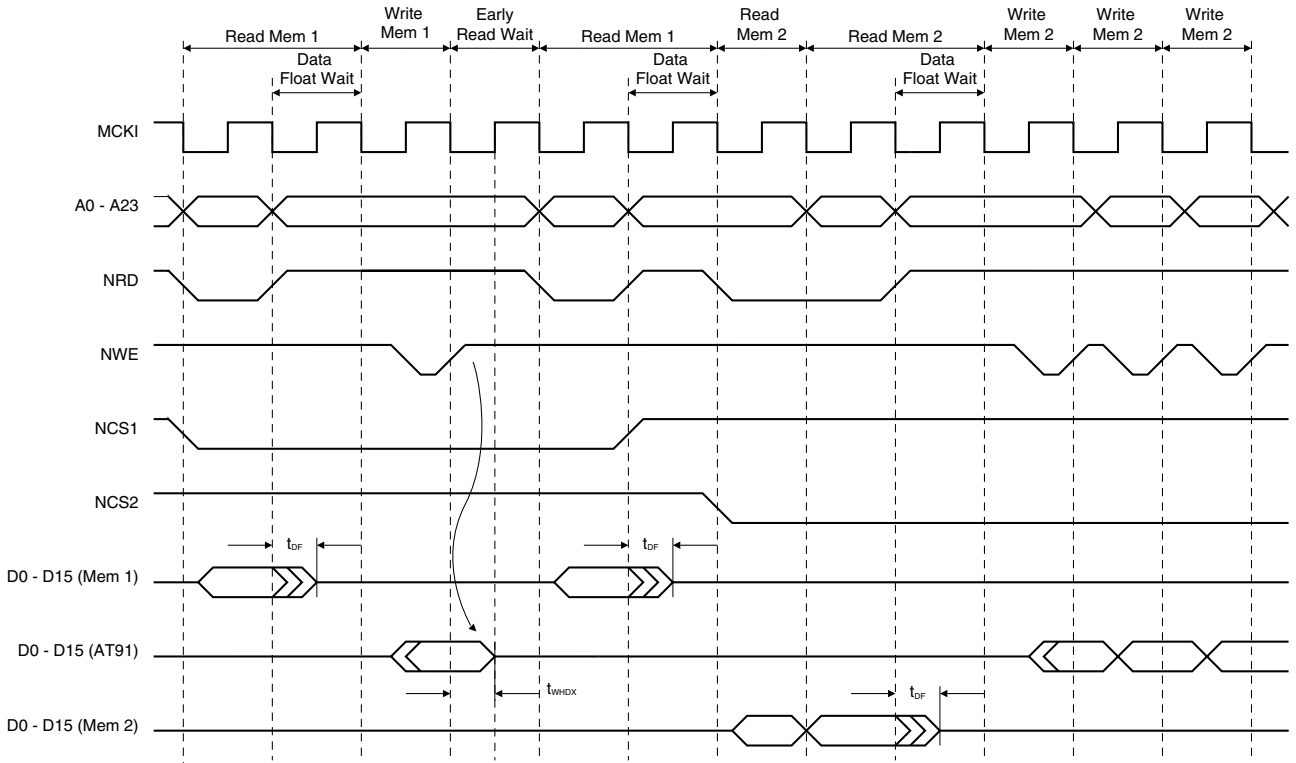 Read Mem 1
Write
Mem 1
Early
Read Wait
Read Mem 1
Read
Mem 2
Read Mem 2
Write
Mem 2
Write
Mem 2
Write
Mem 2
Data
Float Wait
Data
Float Wait
Data
Float Wait
MCKI
A0 - A23
NRD
NWE
NCS1
NCS2
tDF
tDF
D0 - D15 (Mem 1)
D0 - D15 (AT91)
tWHDX
tDF
D0 - D15 (Mem 2)